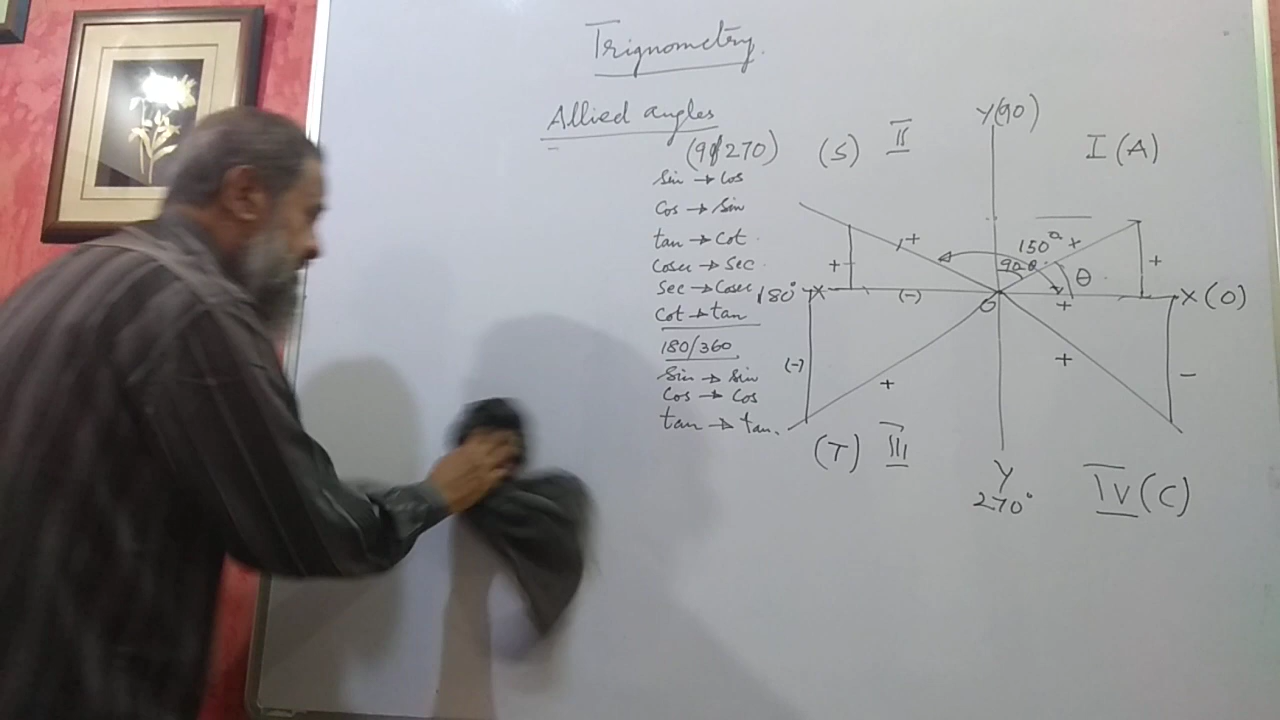 Trignometry.
Allied angles
(90/270)
Sin → Cos
Cos → Sin
tan → Cot.
Cosec → Sec
Sec → Cosec
Cot → tan
180/360
Sin → Sin
Cos → Cos
tan → tan.
Y(90)
(S) II
I (A)
150°
+
x
+
+
90
θ
θ
180° X
(-)
O
+
X (0)
(-)
+
+
-
(T) III
Y
270°
IV (C)